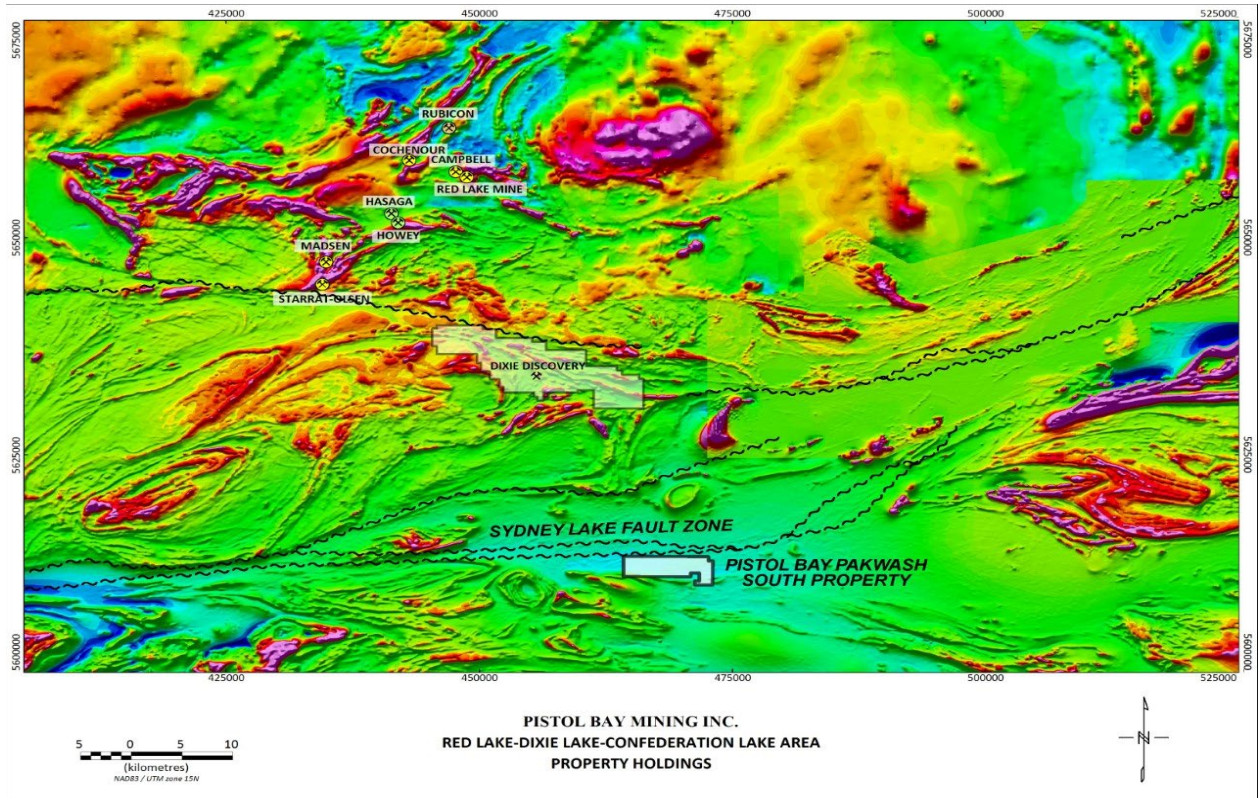 425000
450000
475000
500000
525000
5675000
5675000
RUBICON
COCHENOUR
CAMPBELL
RED LAKE MINE
HASAGA
HOWEY
5650000
5650000
MADSEN
STARRAT-OLSEN
DIXIE DISCOVERY
5625000
5625000
SYDNEY LAKE FAULT ZONE
PISTOL BAY PAKWASH
SOUTH PROPERTY
5600000
5600000
425000
450000
475000
500000
525000
PISTOL BAY MINING INC.
RED LAKE-DIXIE LAKE-CONFEDERATION LAKE AREA
PROPERTY HOLDINGS
5 0 5 10
(kilometres)
NAD83 / UTM zone 15N
N